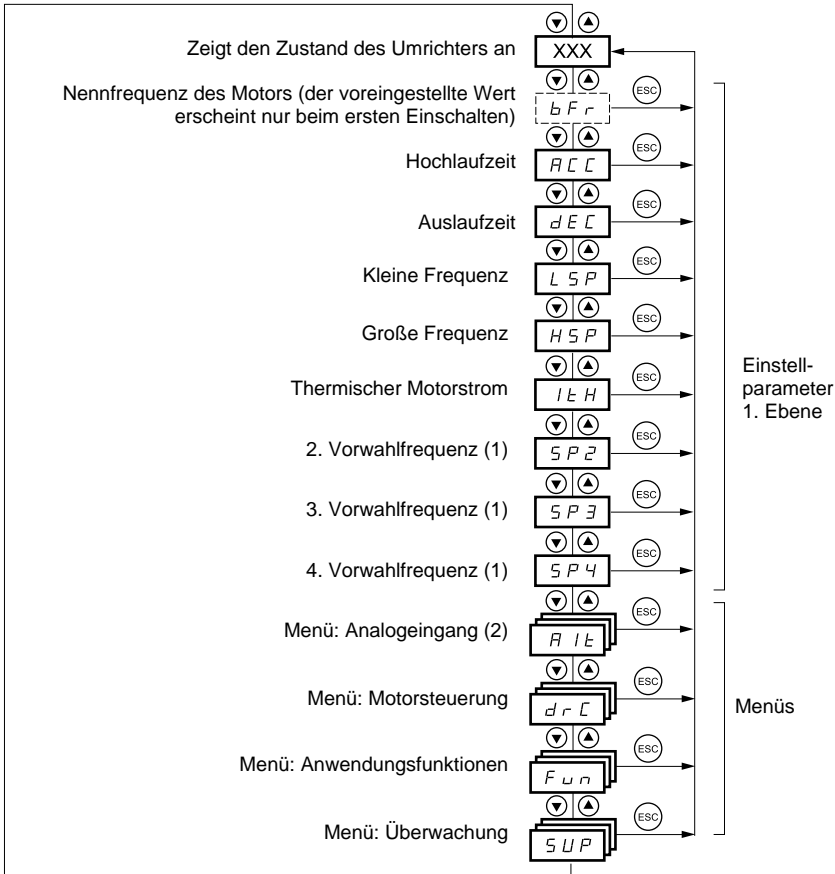 Zeigt den Zustand des Umrichters an XXX
Nennfrequenz des Motors (der voreingestellte Wert
erscheint nur beim ersten Einschalten) bFr ESC
Hochlaufzeit ACC ESC
Auslaufzeit dEC ESC
Kleine Frequenz LSP ESC
Große Frequenz HSP ESC
Thermischer Motorstrom ItH ESC
2. Vorwahlfrequenz (1) SP2 ESC
3. Vorwahlfrequenz (1) SP3 ESC
4. Vorwahlfrequenz (1) SP4 ESC
Einstell-
parameter
1. Ebene
Menü: Analogeingang (2) AIt ESC
Menü: Motorsteuerung drC ESC
Menü: Anwendungsfunktionen Fun ESC
Menü: Überwachung SUP ESC
Menüs